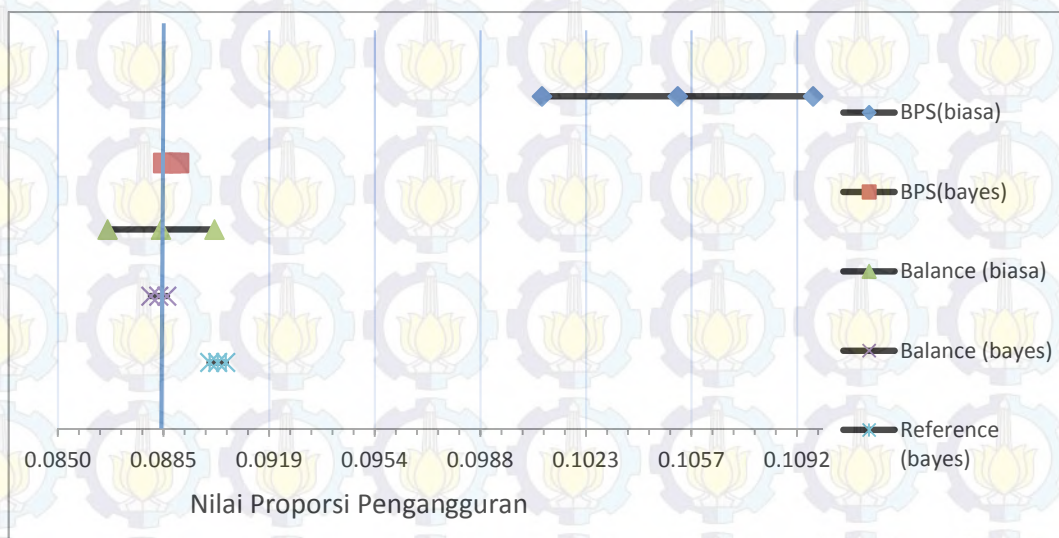 BPS(biasa)
BPS(bayes)
Balance (biasa)
Balance (bayes)
Reference
(bayes)
0.0850 0.0885 0.0919 0.0954 0.0988 0.1023 0.1057 0.1092
Nilai Proporsi Pengangguran